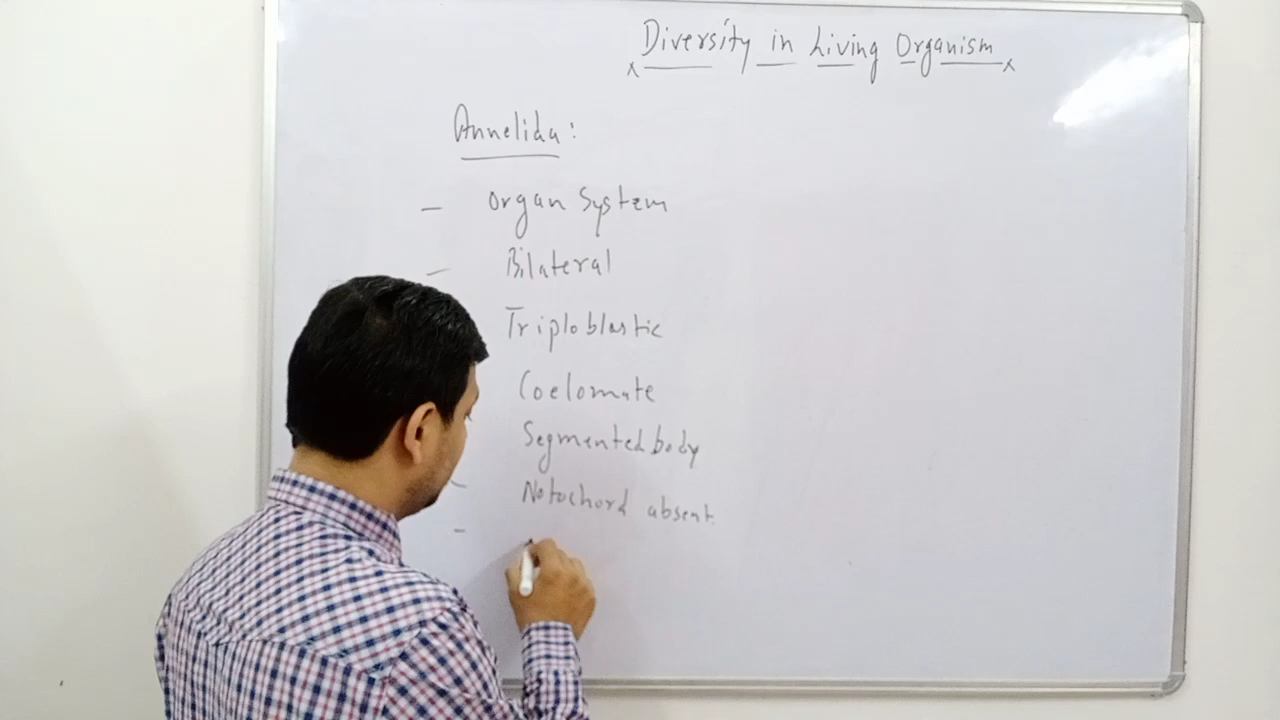 Diversity in Living Organism
Annelida:
- Organ System
- Bilateral
Triploblastic
Coelomate
Segmented body
- Notochord absent.
-